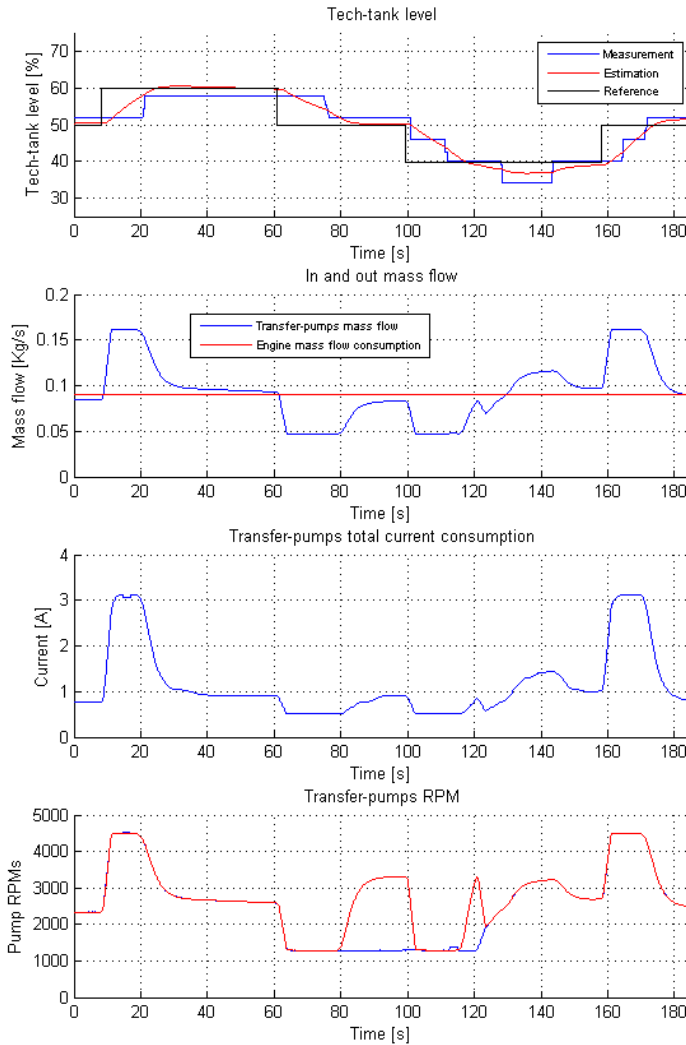 Tech-tank level
Tech-tank level [%]
70
60
50
40
30
Measurement
Estimation
Reference
0 20 40 60 80 100 120 140 160 180
Time [s]
In and out mass flow
Mass flow [Kg/s]
0.2
0.15
0.1
0.05
0
Transfer-pumps mass flow
Engine mass flow consumption
0 20 40 60 80 100 120 140 160 180
Time [s]
Transfer-pumps total current consumption
Current [A]
4
3
2
1
0
0 20 40 60 80 100 120 140 160 180
Time [s]
Transfer-pumps RPM
Pump RPMs
5000
4000
3000
2000
1000
0
0 20 40 60 80 100 120 140 160 180
Time [s]